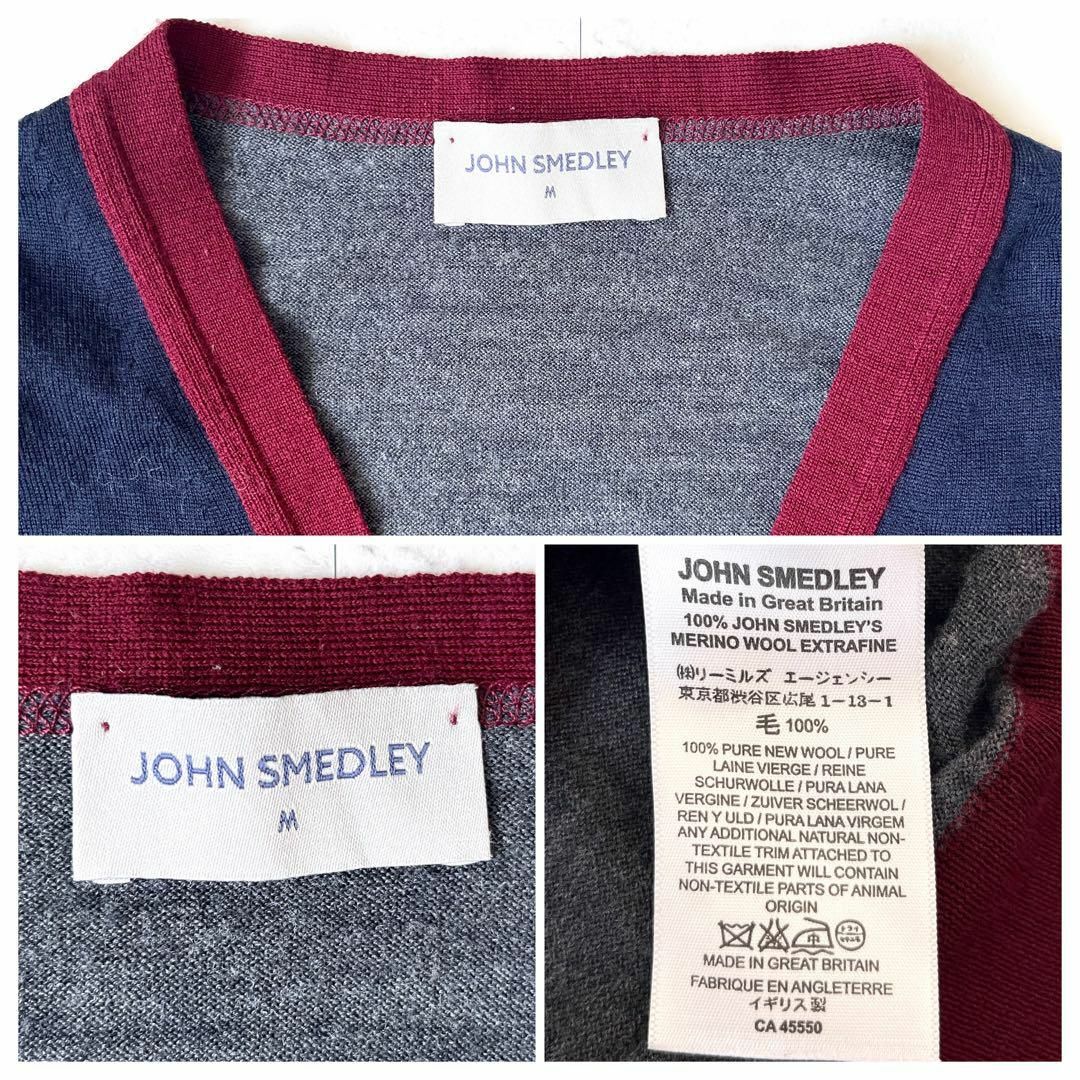 JOHN SMEDLEY
M
JOHN SMEDLEY
M
JOHN SMEDLEY
Made in Great Britain
100% JOHN SMEDLEY'S
MERINO WOOL EXTRAFINE
㈱リーミルズ エージェンシー
東京都渋谷区広尾1-13-1
毛 100%
100% PURE NEW WOOL / PURE
LAINE VIERGE / REINE
SCHURWOLLE / PURA LANA
VERGINE / ZUIVER SCHEERWOL /
REN Y ULD / PURA LANA VIRGEM
ANY ADDITIONAL NATURAL NON-
TEXTILE TRIM ATTACHED TO
THIS GARMENT WILL CONTAIN
NON-TEXTILE PARTS OF ANIMAL
ORIGIN
MADE IN GREAT BRITAIN
FABRIQUE EN ANGLETERRE
イギリス製
CA 45550